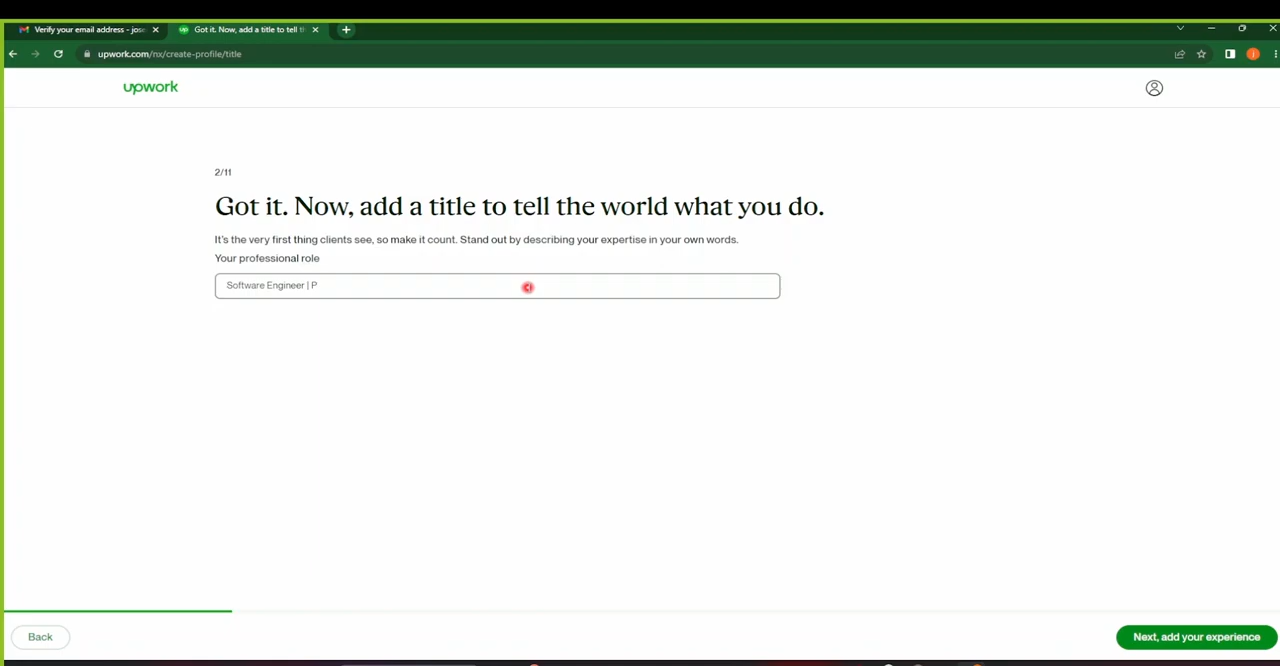 Verify your email address - jose
Got it. Now, add a title to tell th
upwork.com/nx/create-profile/title
upwork
2/11
Got it. Now, add a title to tell the world what you do.
It's the very first thing clients see, so make it count. Stand out by describing your expertise in your own words.
Your professional role
Software Engineer | P
Back
Next, add your experience